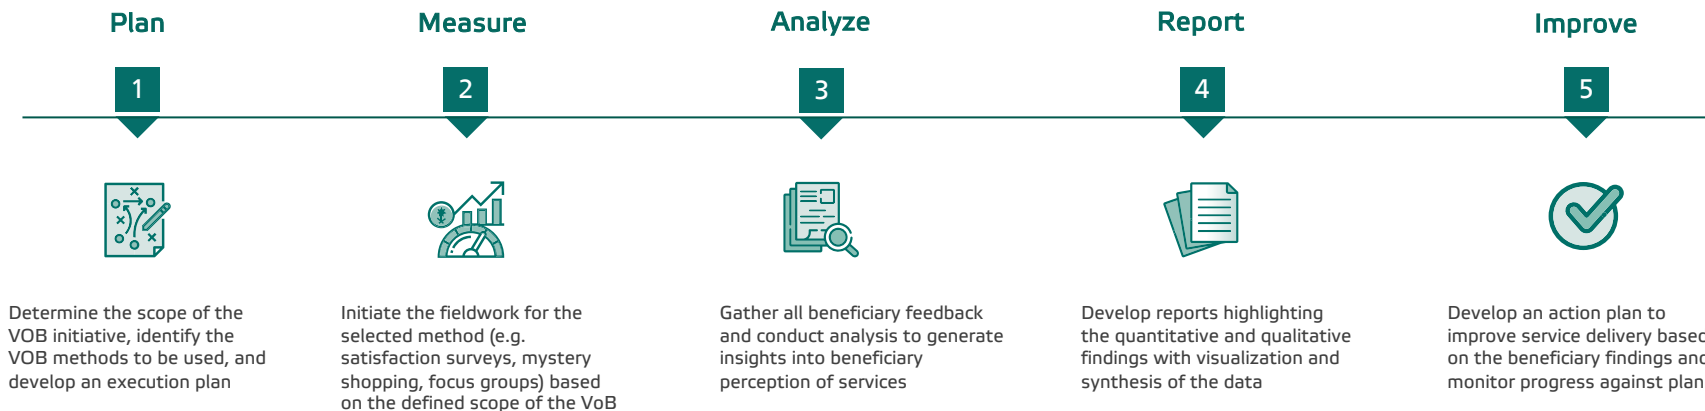 Plan
Measure
Analyze
Report
Improve
1
2
3
4
5
Determine the scope of the
VOB initiative, identify the
VOB methods to be used, and
develop an execution plan
Initiate the fieldwork for the
selected method (e.g.
satisfaction surveys, mystery
shopping, focus groups) based
on the defined scope of the VoB
Gather all beneficiary feedback
and conduct analysis to generate
insights into beneficiary
perception of services
Develop reports highlighting
the quantitative and qualitative
findings with visualization and
synthesis of the data
Develop an action plan to
improve service delivery based
on the beneficiary findings and
monitor progress against plan